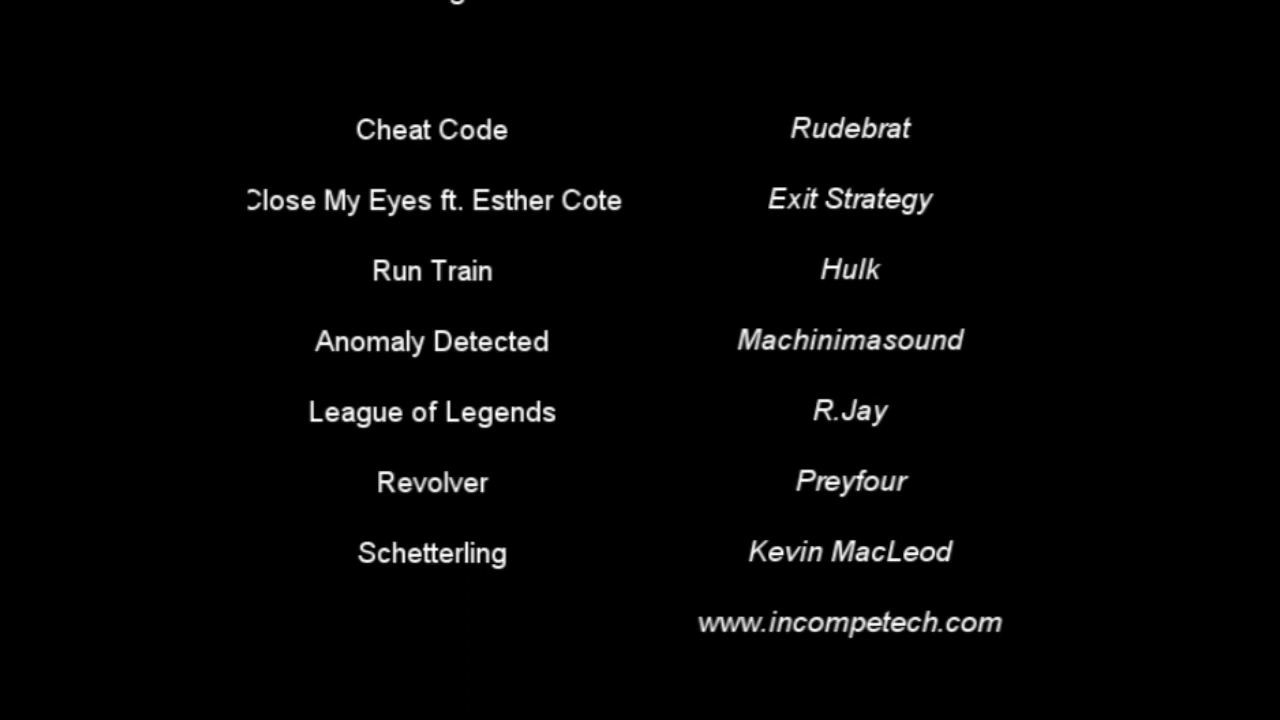 Cheat Code Rudebrat
Close My Eyes ft. Esther Cote Exit Strategy
Run Train Hulk
Anomaly Detected Machinimasound
League of Legends R.Jay
Revolver Preyfour
Schetterling Kevin MacLeod
www.incompetech.com